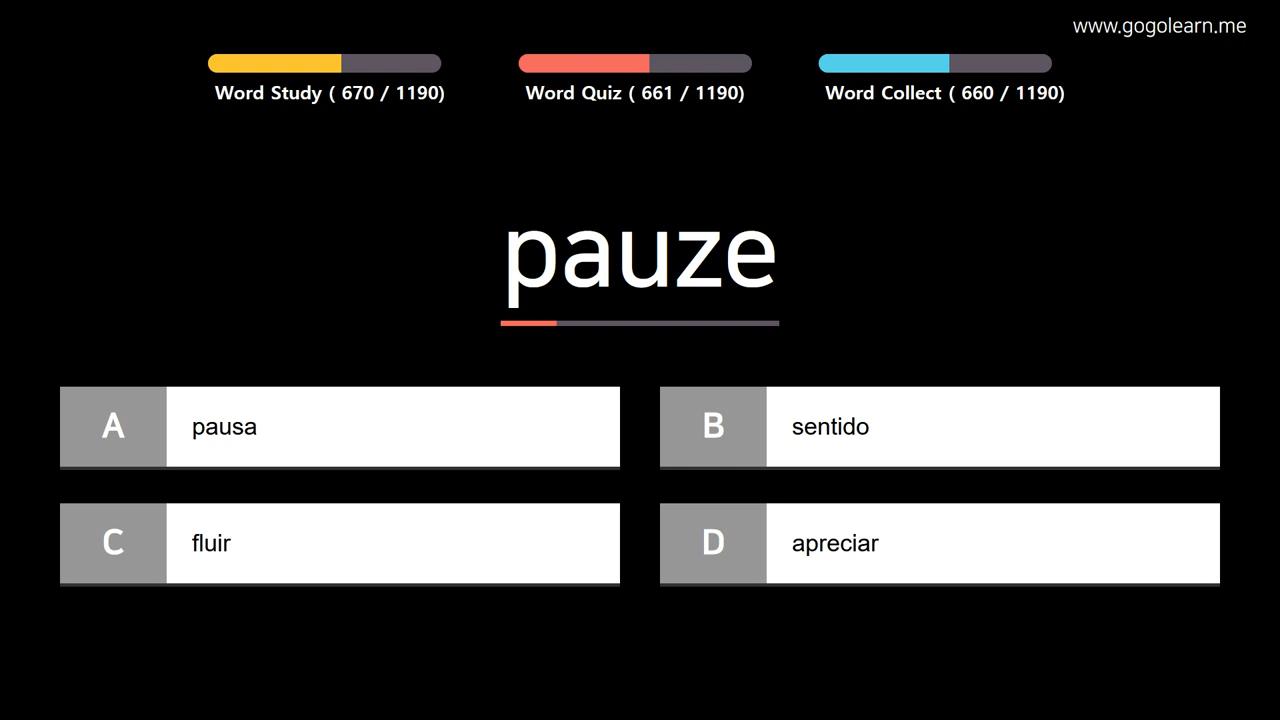 www.gogolearn.me
Word Study ( 670 / 1190)
Word Quiz ( 661 / 1190)
Word Collect ( 660 / 1190)
pauze
A pausa
B sentido
C fluir
D apreciar